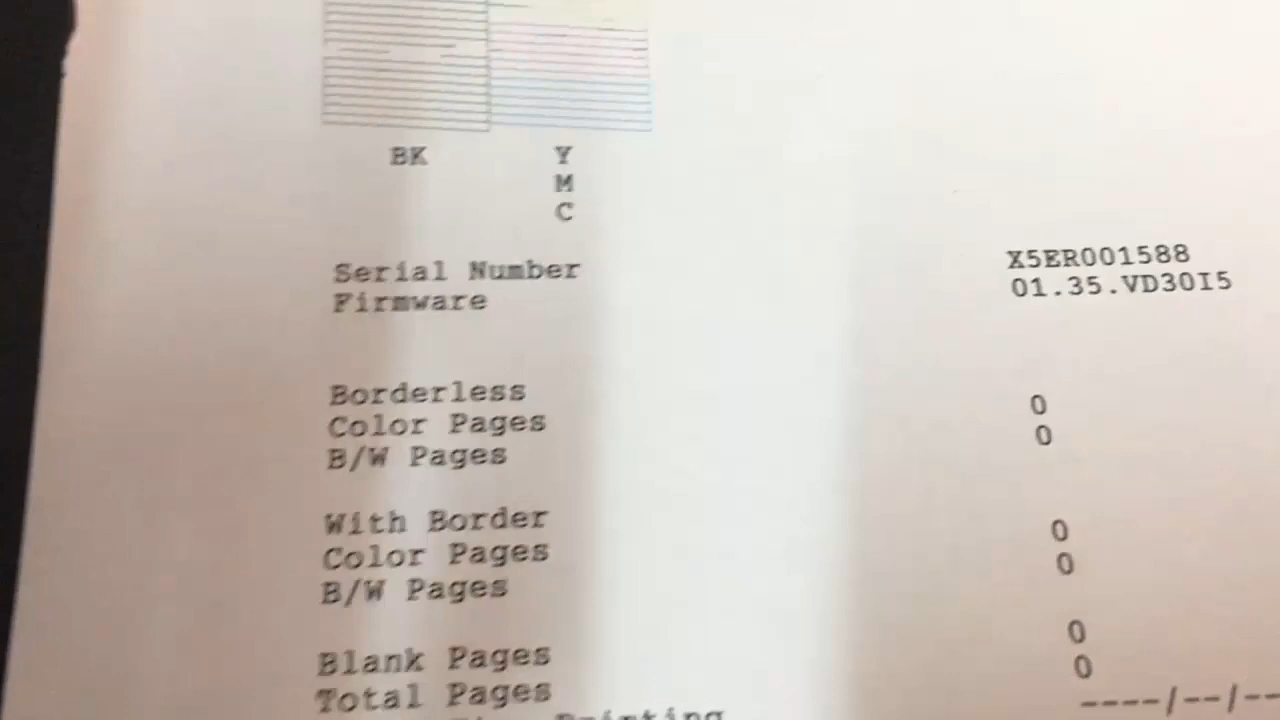 BK Y
M
C
Serial Number X5ER001588
Firmware 01.35.VD30I5
Borderless
Color Pages 0
B/W Pages 0
With Border
Color Pages 0
B/W Pages 0
Blank Pages 0
Total Pages 0
Printing ----/--/--